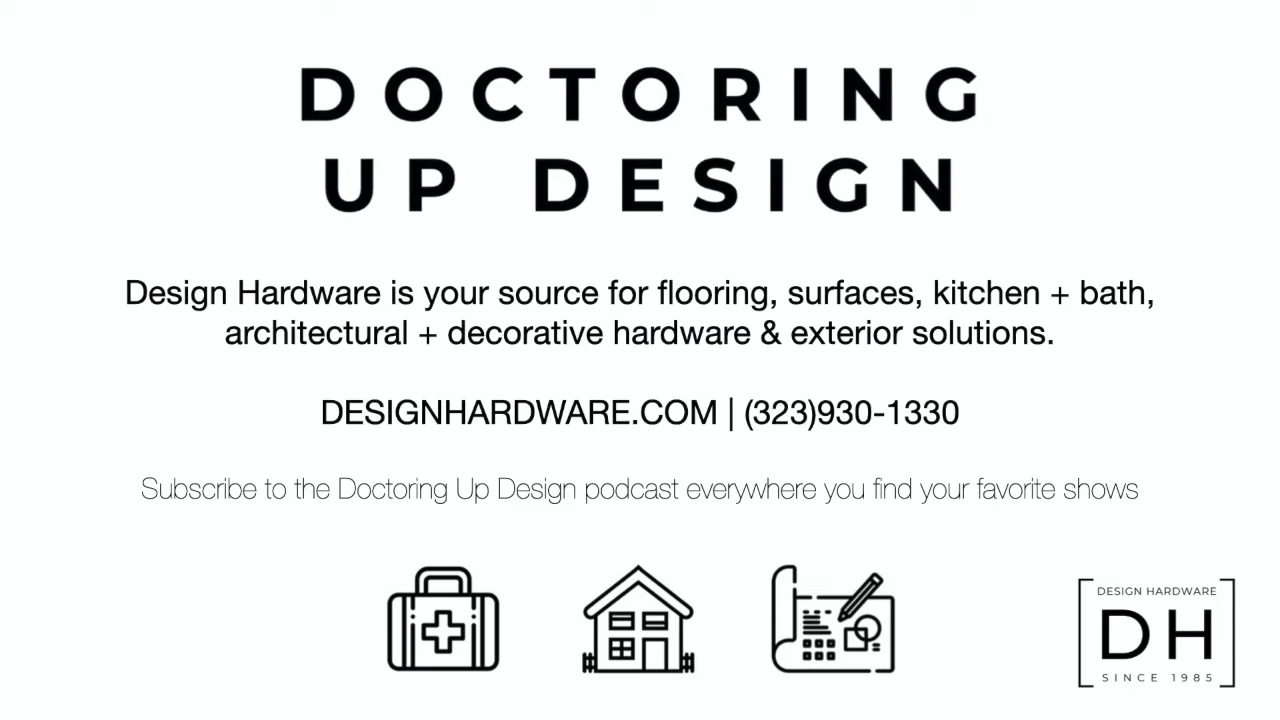 DOCTORING
UP DESIGN
Design Hardware is your source for flooring, surfaces, kitchen + bath,
architectural + decorative hardware & exterior solutions.
DESIGNHARDWARE.COM | (323)930-1330
Subscribe to the Doctoring Up Design podcast everywhere you find your favorite shows
DESIGN HARDWARE
DH
SINCE 1985